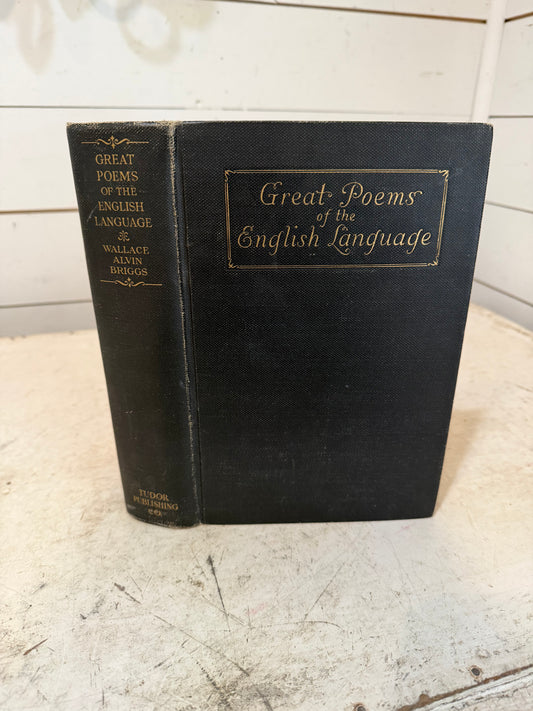 GREAT
POEMS
OF THE
ENGLISH
LANGUAGE
WALLACE
ALVIN
BRIGGS
TUDOR
PUBLISHING
CO.
Great Poems
of the
English Language